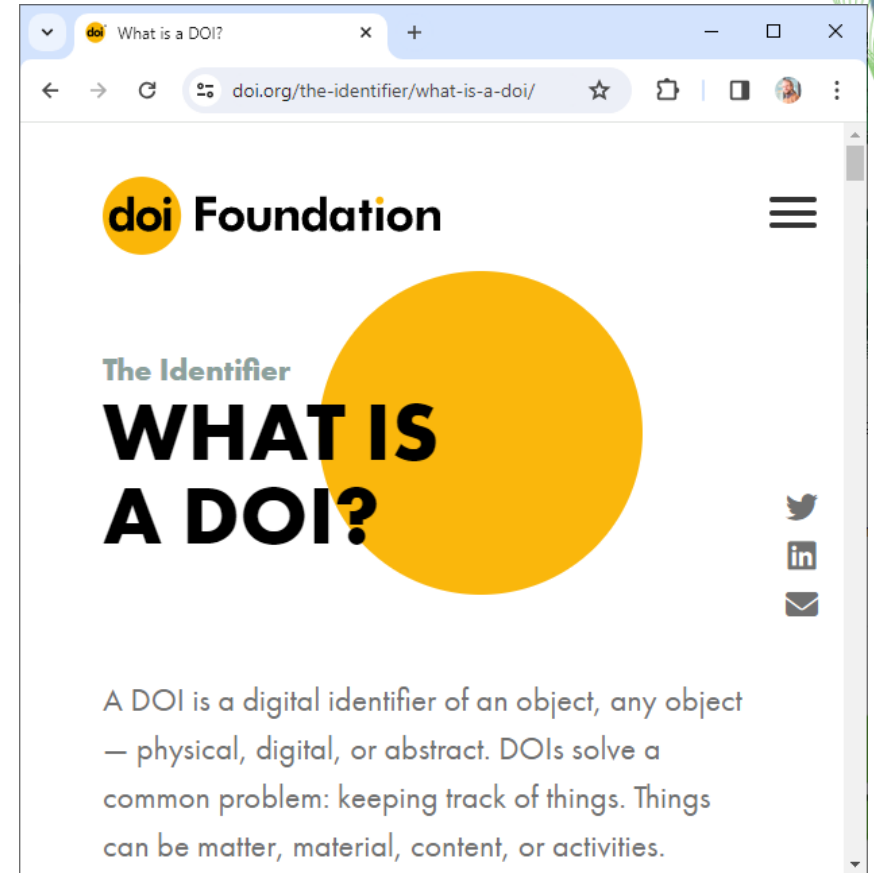 doi What is a DOI?
doi.org/the-identifier/what-is-a-doi/
doi Foundation
The Identifier
WHAT IS
A DOI?
in
A DOI is a digital identifier of an object, any object
— physical, digital, or abstract. DOIs solve a
common problem: keeping track of things. Things
can be matter, material, content, or activities.